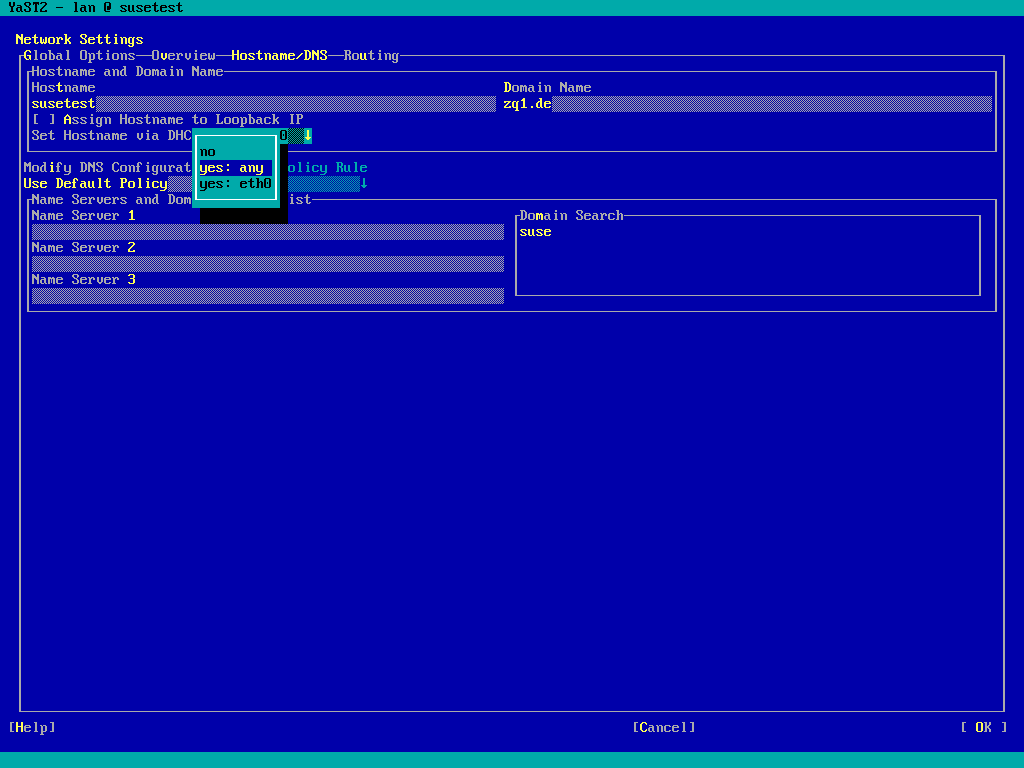 YaST2 - lan @ susetest
Network Settings
Global Options Overview Hostname/DNS Routing
Hostname and Domain Name
Hostname Domain Name
susetest zq1.de
[ ] Assign Hostname to Loopback IP
Set Hostname via DHC 0 ↓
no
Modify DNS Configurat yes: any olicy Rule
Use Default Policy yes: eth0 ↓
Name Servers and Dom ist
Name Server 1 Domain Search
suse
Name Server 2
Name Server 3
[Help] [Cancel] [ OK ]